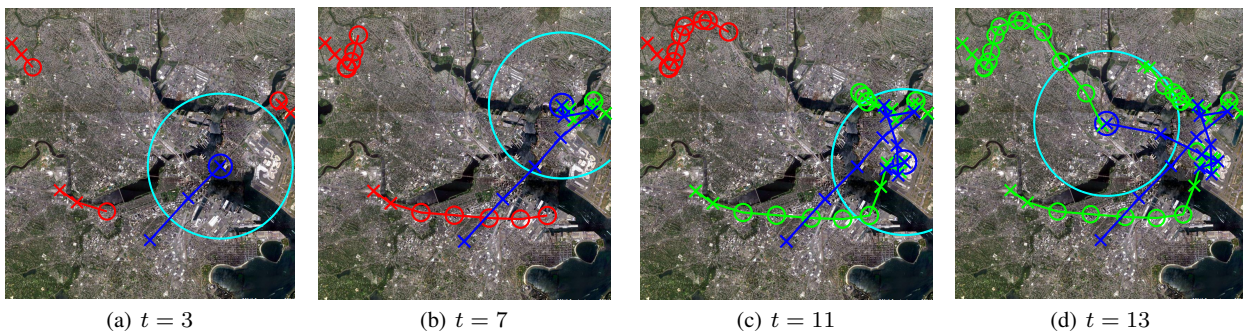 (a) t = 3
(b) t = 7
(c) t = 11
(d) t = 13